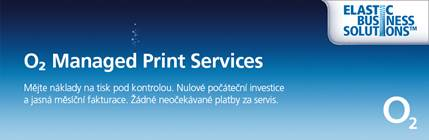 ELASTIC
BUSINESS
SOLUTIONS™
O₂ Managed Print Services
Mějte náklady na tisk pod kontrolou. Nulové počáteční investice
a jasná měsíční fakturace. Žádné neočekávané platby za servis.
O₂